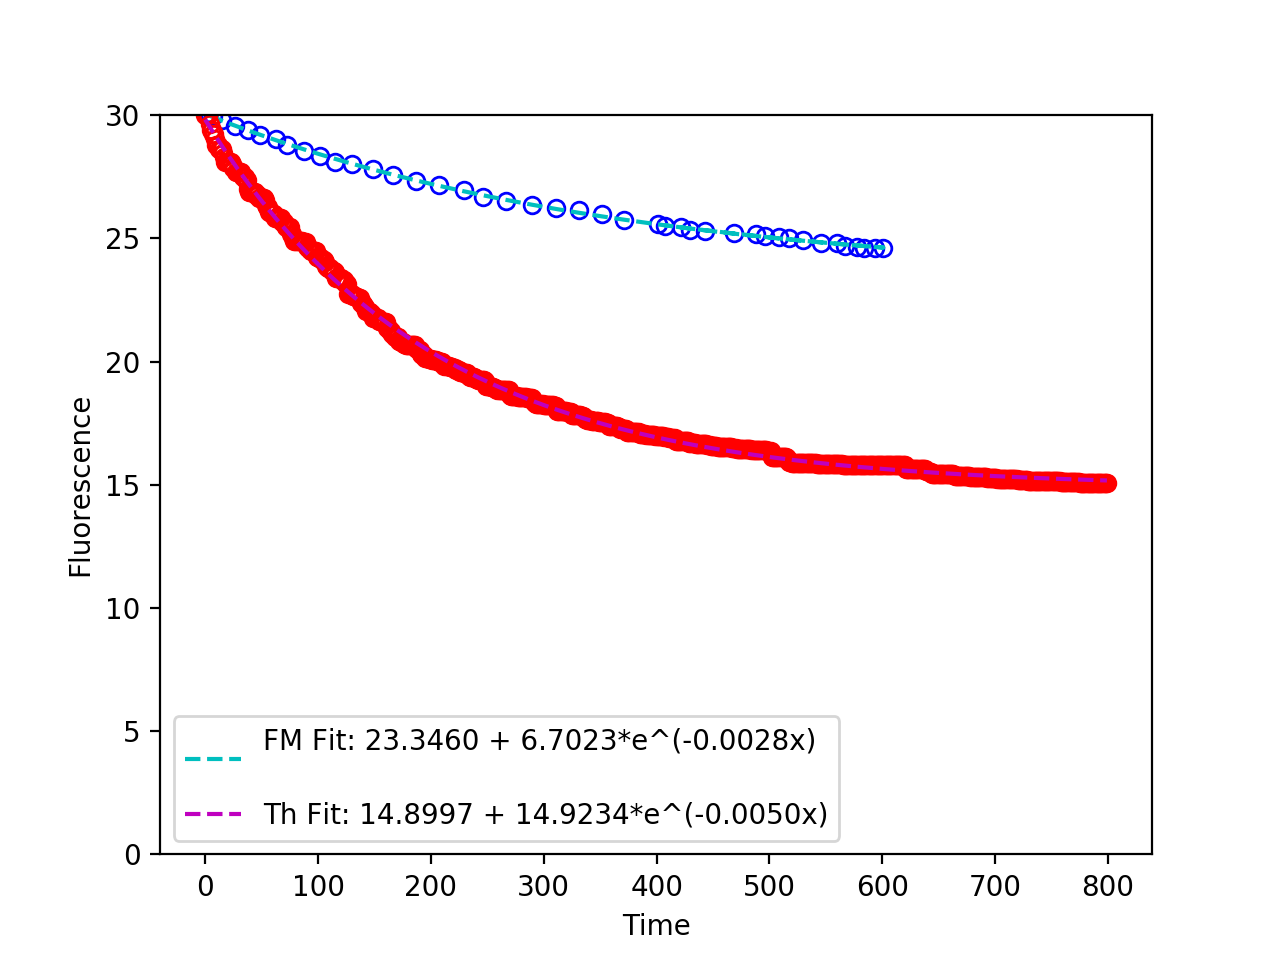 30
25
20
15
10
5
0
Fluorescence
FM Fit: 23.3460 + 6.7023*e^(-0.0028x)
Th Fit: 14.8997 + 14.9234*e^(-0.0050x)
0 100 200 300 400 500 600 700 800
Time